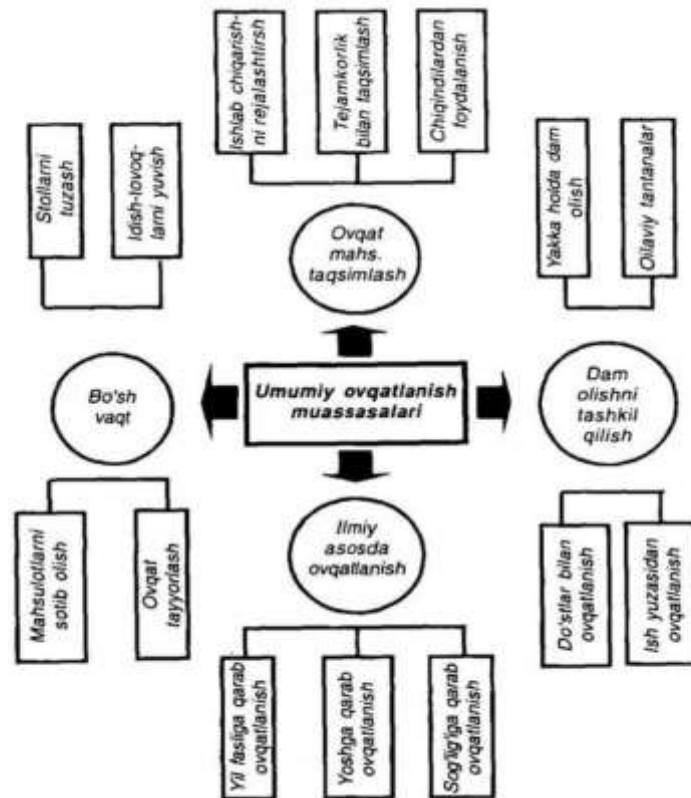 Ishlab chiqarish-
ni rejalashtirsh
Tejamkorlik
bilan taqsimlash
Chiqindilardan
foydalanish
Stollarni
tuzash
Idish-tovoq-
larni yuvish
Yakka holda dam
olish
Oilaviy tantanalar
Ovqat
mahs.
taqsimlash
Bo'sh
vaqt
Umumiy ovqatlanish
muassasalari
Dam
olishni
tashkil
qilish
Ilmiy
asosda
ovqatlanish
Mahsulotlarni
sotib olish
Ovqat
tayyorlash
Do'stlar bilan
ovqatlanish
Ish yuzasidan
ovqatlanish
Yil fasliga qarab
ovqatlanish
Yoshga qarab
ovqatlanish
Sog'lig'iga qarab
ovqatlanish